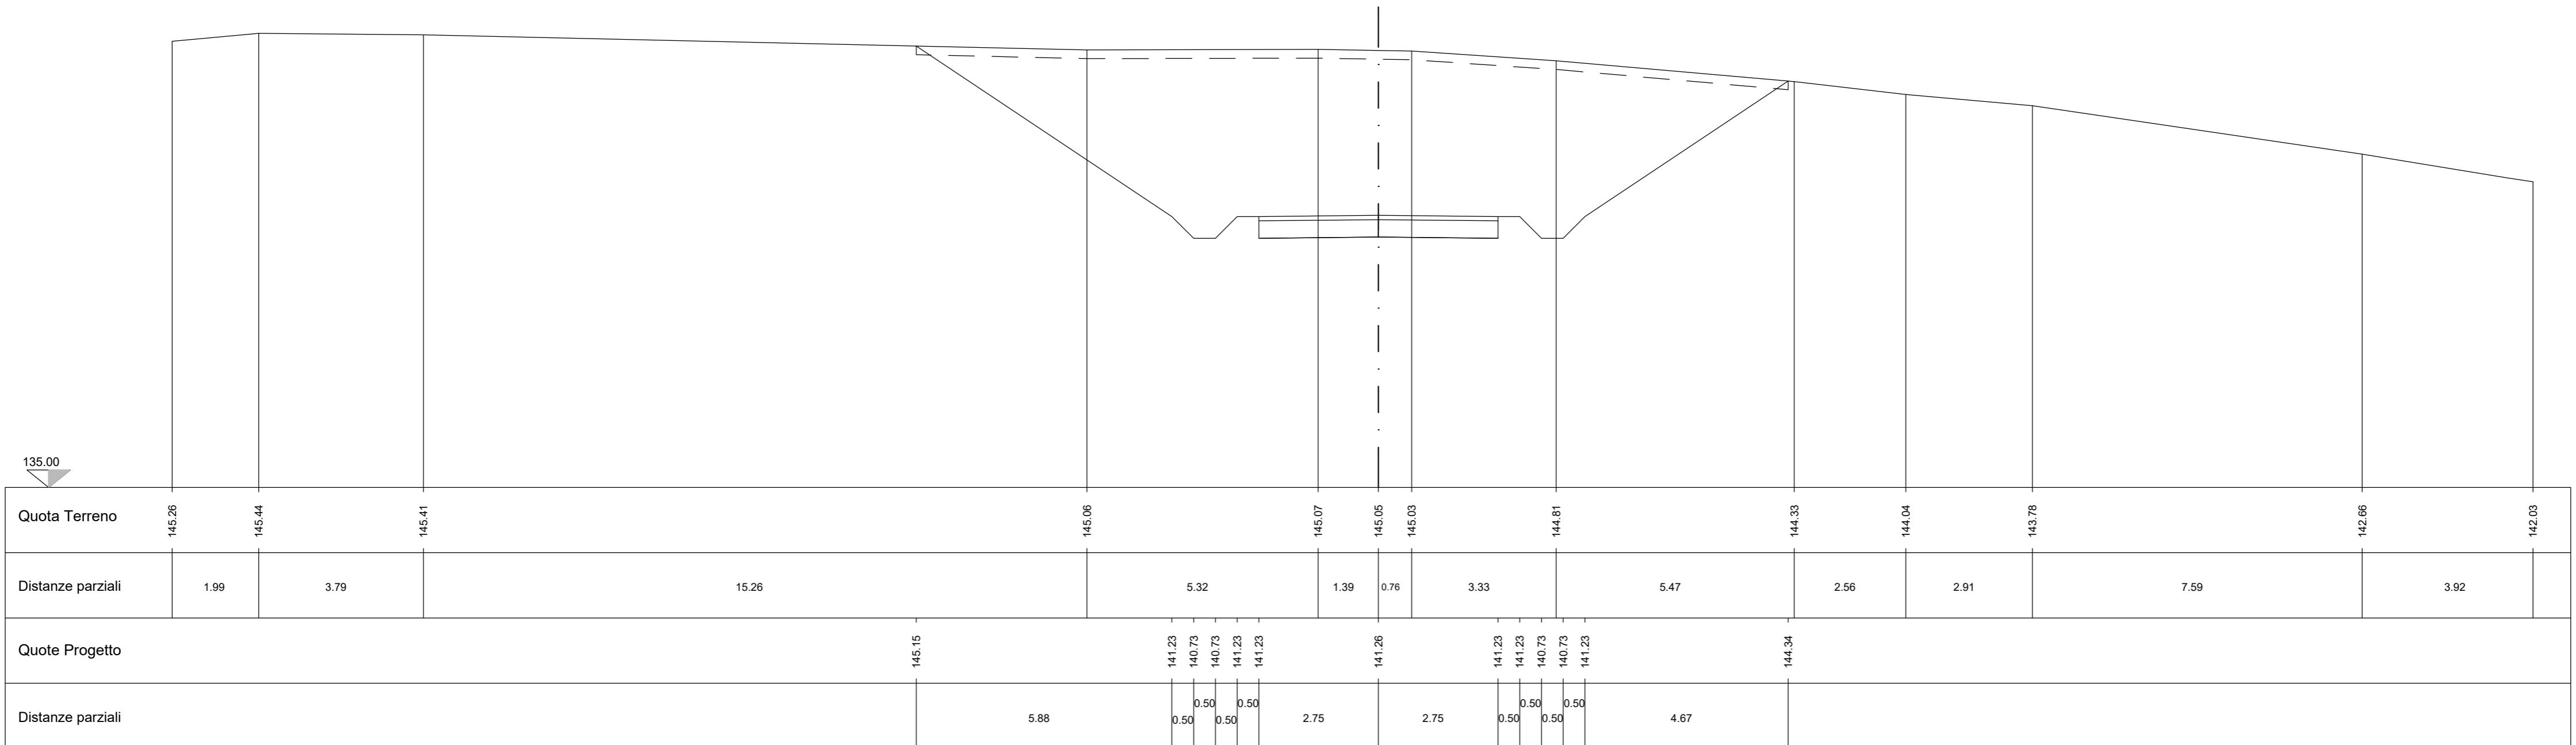 135.00
Quota Terreno 145.26 145.44 145.41 145.06 145.07 145.05 145.03 144.81 144.33 144.04 143.78 142.66 142.03
Distanze parziali 1.99 3.79 15.26 5.32 1.39 0.76 3.33 5.47 2.56 2.91 7.59 3.92
Quote Progetto 145.15 141.23 140.73 140.73 141.23 141.23 141.26 141.23 141.23 140.73 140.73 141.23 144.34
Distanze parziali 5.88 0.50 0.50 0.50 0.50 2.75 2.75 0.50 0.50 0.50 0.50 4.67